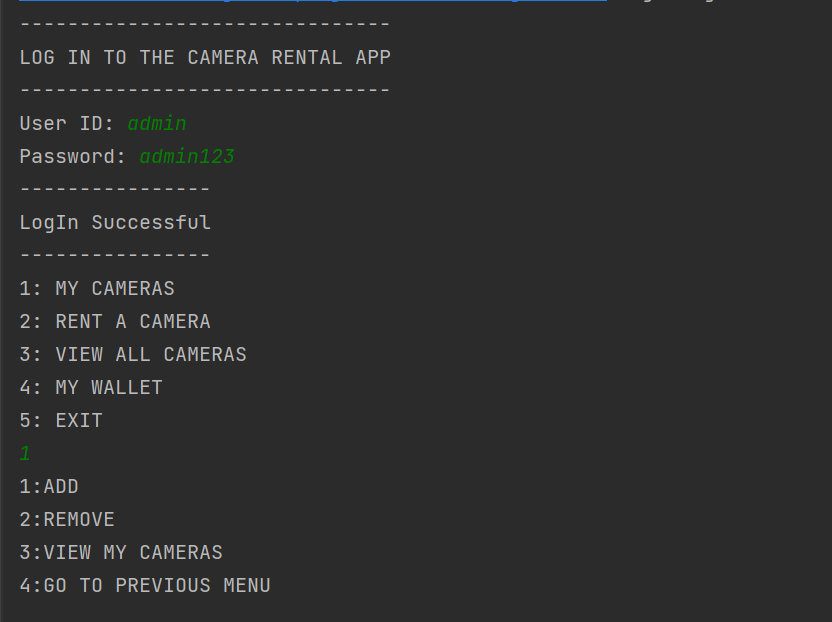 -------------------------------
LOG IN TO THE CAMERA RENTAL APP
-------------------------------
User ID: admin
Password: admin123
----------------
LogIn Successful
----------------
1: MY CAMERAS
2: RENT A CAMERA
3: VIEW ALL CAMERAS
4: MY WALLET
5: EXIT
1
1:ADD
2:REMOVE
3:VIEW MY CAMERAS
4:GO TO PREVIOUS MENU